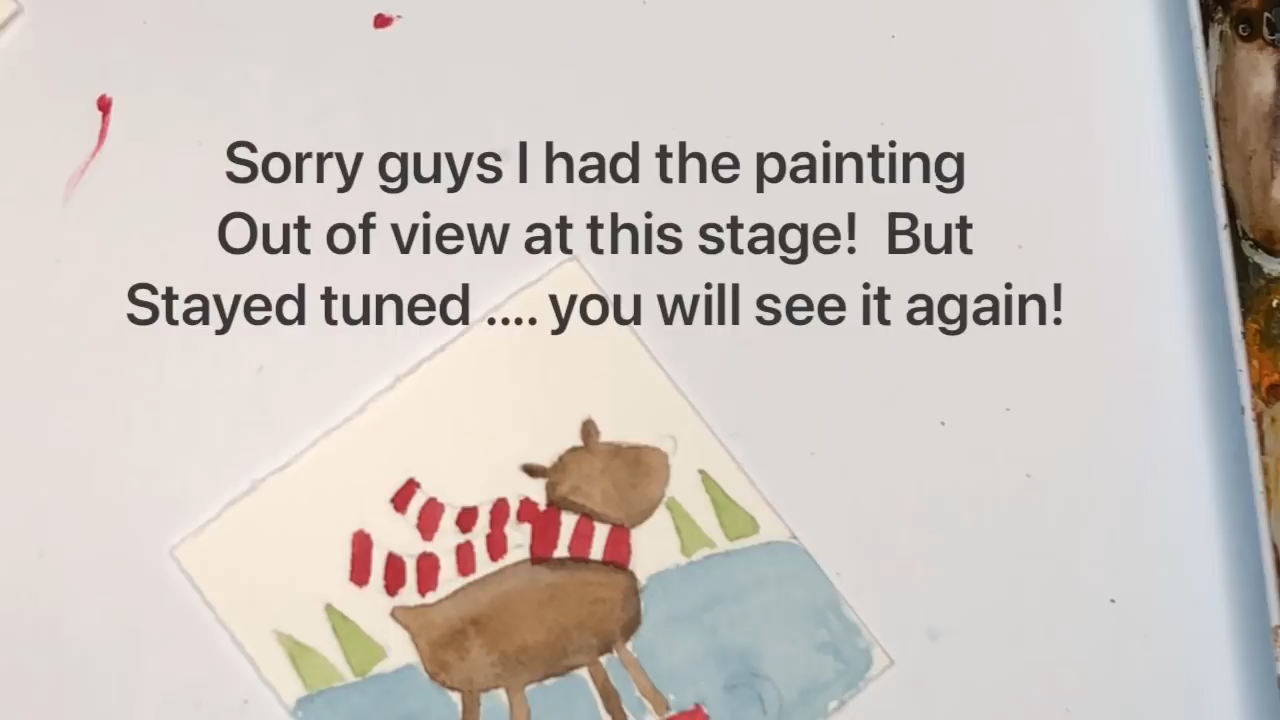 Sorry guys I had the painting
Out of view at this stage!  But
Stayed tuned .... you will see it again!